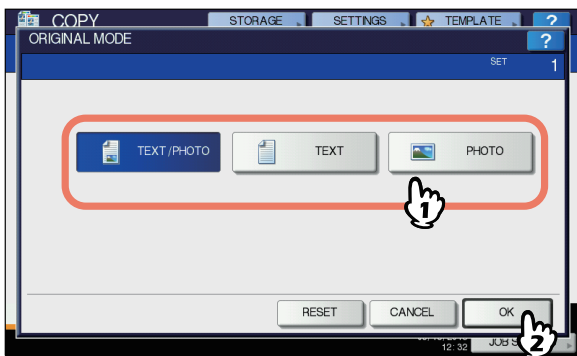 COPY STORAGE SETTINGS TEMPLATE ?
ORIGINAL MODE ?
SET 1
TEXT/PHOTO TEXT PHOTO
1
RESET CANCEL OK
2
12:32 JOB S